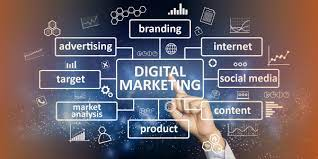 branding
advertising
internet
target
DIGITAL
MARKETING
social media
market
analysis
content
product